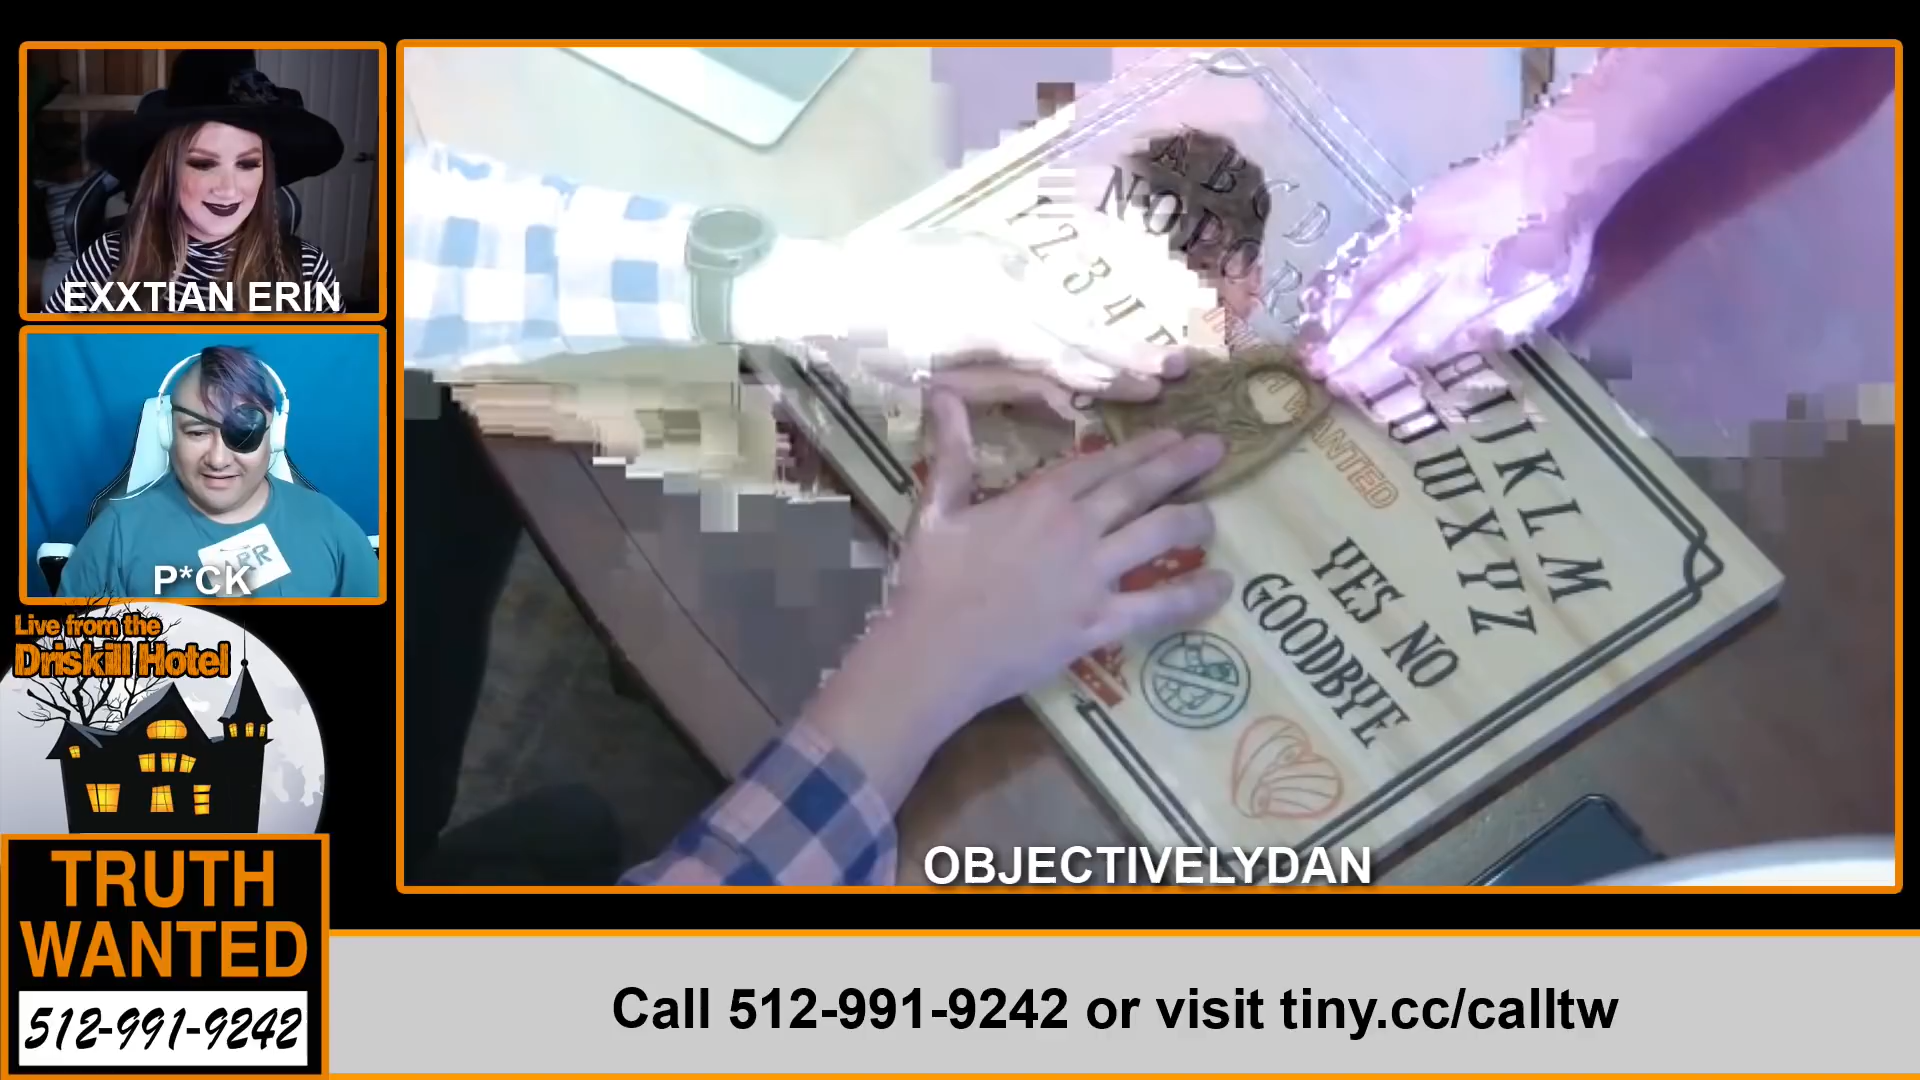 EXXTIAN ERIN
P*CK
Live from the
Driskill Hotel
TRUTH
WANTED
512-991-9242
A B C D
N O P Q R
1 2 3 4
H I J K L M
U W X Y Z
WANTED
YES NO
GOODBYE
OBJECTIVELYDAN
Call 512-991-9242 or visit tiny.cc/calltw